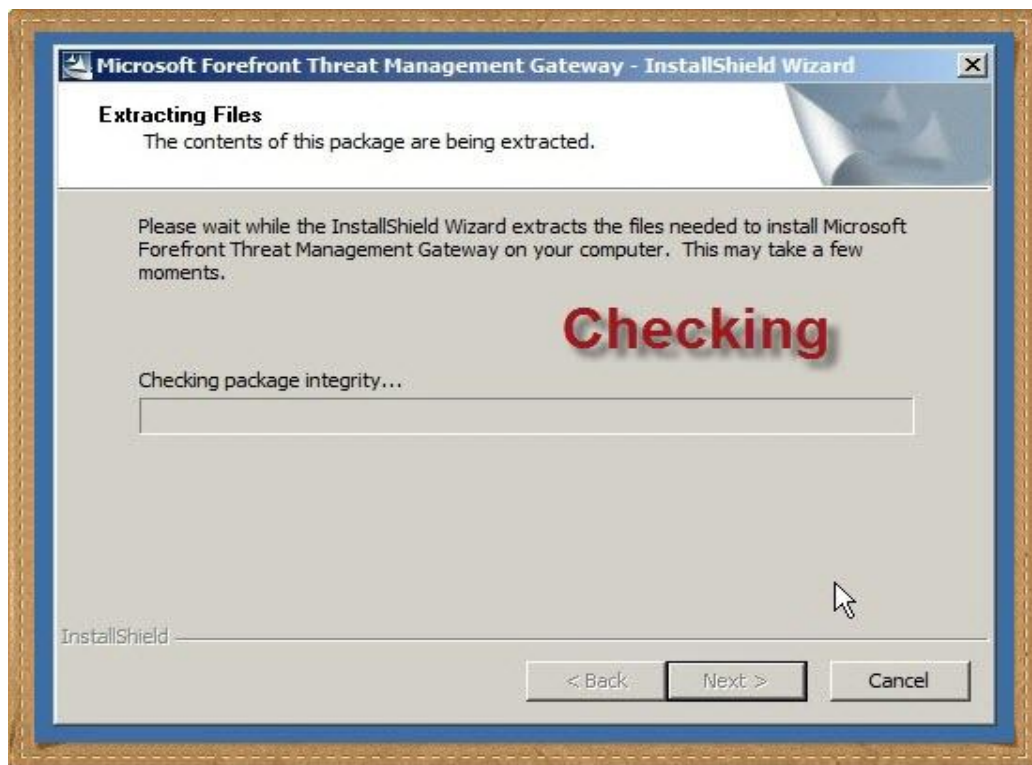 Microsoft Forefront Threat Management Gateway - InstallShield Wizard
Extracting Files
The contents of this package are being extracted.
Please wait while the InstallShield Wizard extracts the files needed to install Microsoft
Forefront Threat Management Gateway on your computer.  This may take a few
moments.
Checking
Checking package integrity...
InstallShield
< Back
Next >
Cancel